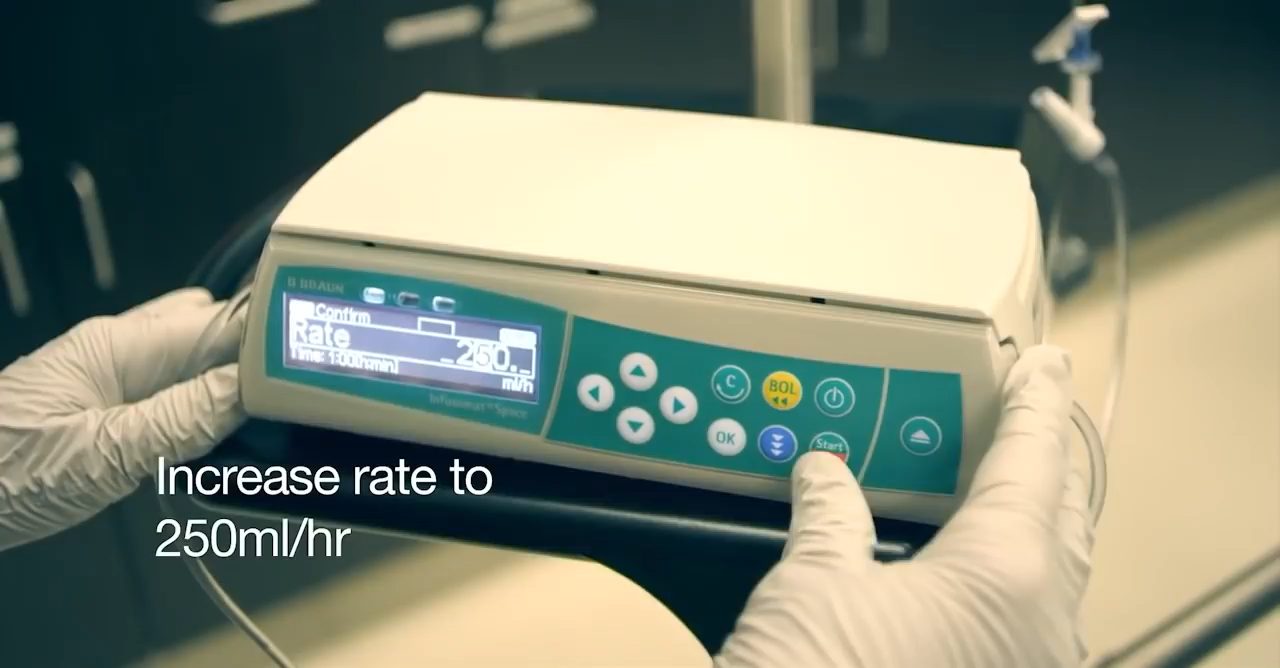 B BRAUN
Confirm
Rate
250.
Time: 1:00[h:min]
ml/h
Infusomat Space
C
BOL
OK
Start
Increase rate to
250ml/hr